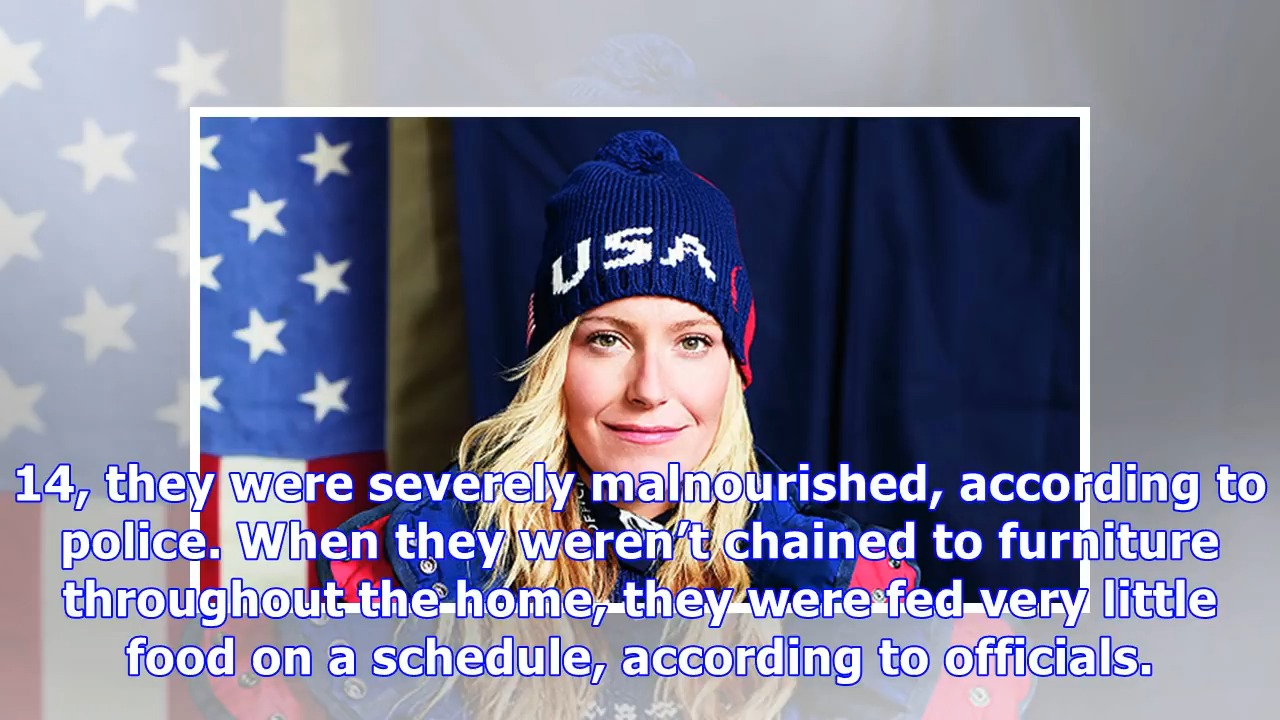 USA
14, they were severely malnourished, according to
police. When they weren’t chained to furniture
throughout the home, they were fed very little
food on a schedule, according to officials.